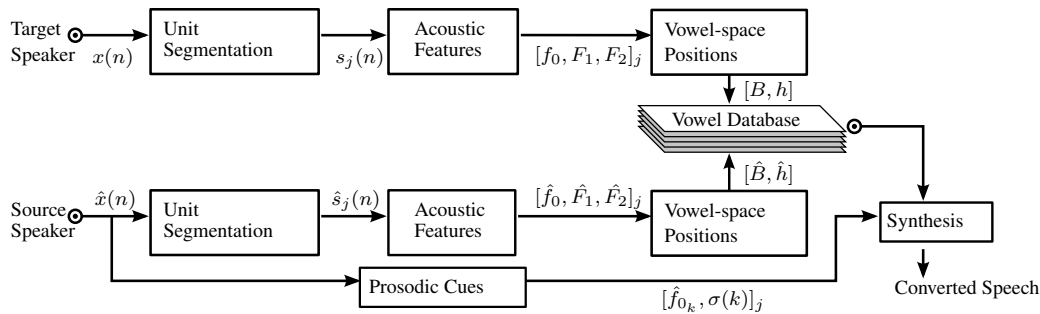 Target
Speaker
x(n)
Unit
Segmentation
s_j(n)
Acoustic
Features
[f_0, F_1, F_2]_j
Vowel-space
Positions
[B, h]
Vowel Database
[B̂, ĥ]
Source
Speaker
x̂(n)
Unit
Segmentation
ŝ_j(n)
Acoustic
Features
[f̂_0, F̂_1, F̂_2]_j
Vowel-space
Positions
Synthesis
Prosodic Cues
[f̂_{0_k}, σ(k)]_j
Converted Speech